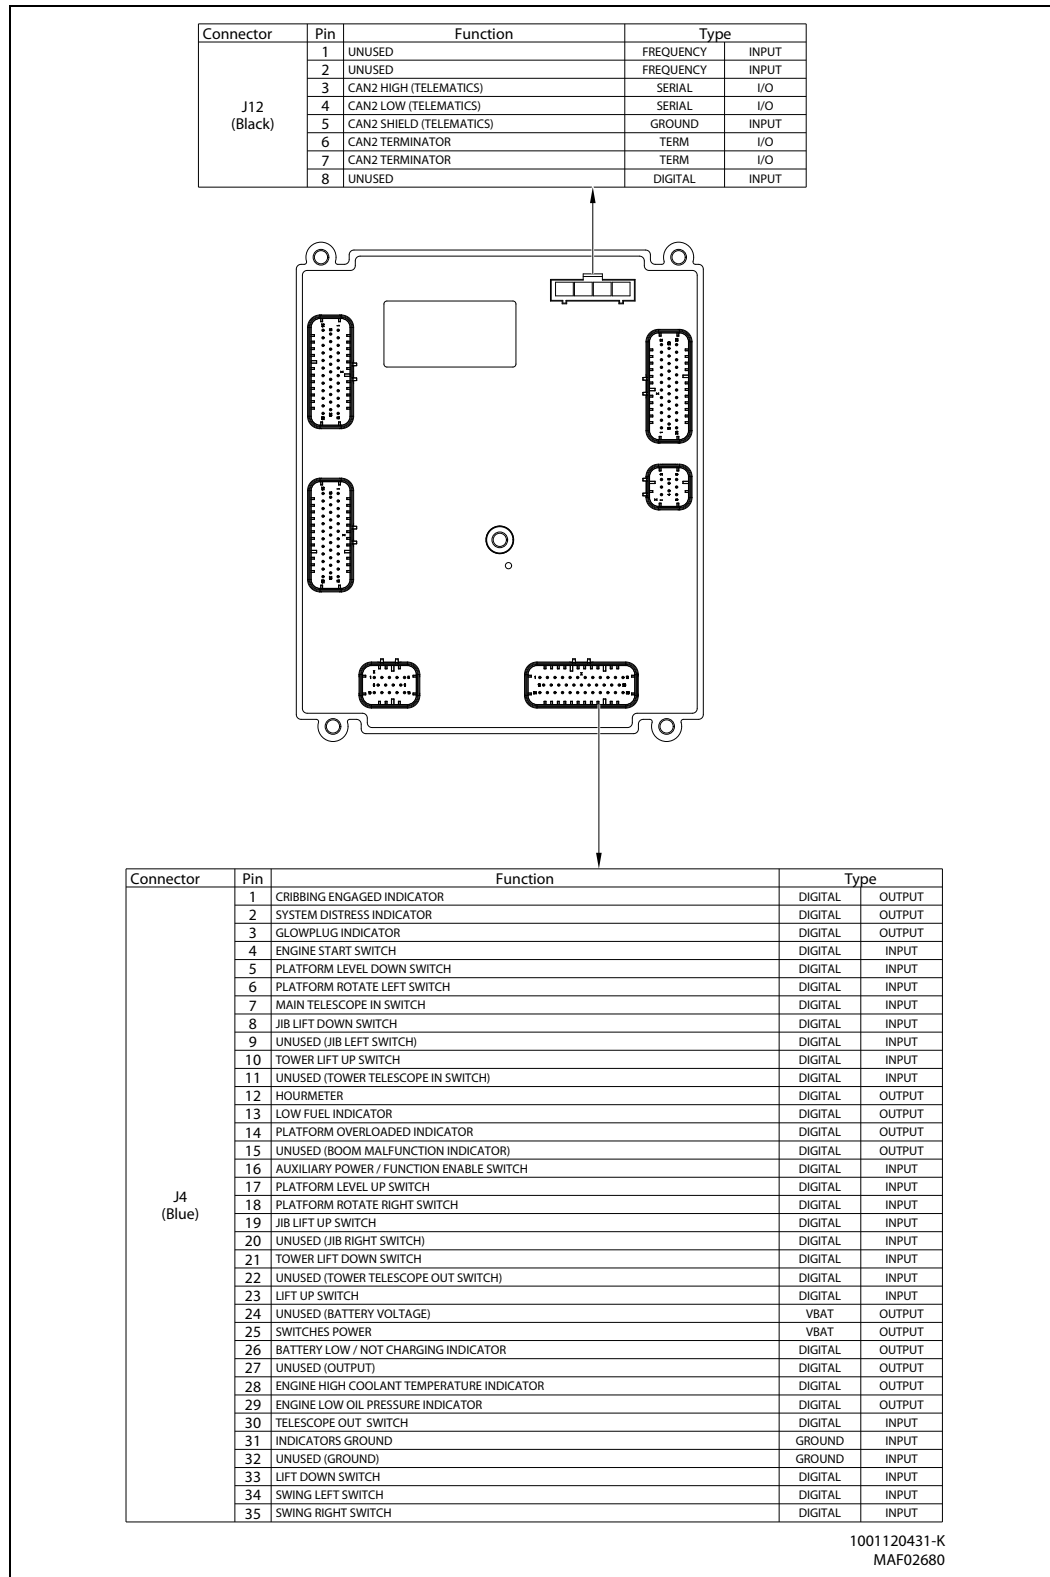 Connector Pin Function Type
1 UNUSED FREQUENCY INPUT
2 UNUSED FREQUENCY INPUT
3 CAN2 HIGH (TELEMATICS) SERIAL I/O
J12 4 CAN2 LOW (TELEMATICS) SERIAL I/O
(Black) 5 CAN2 SHIELD (TELEMATICS) GROUND INPUT
6 CAN2 TERMINATOR TERM I/O
7 CAN2 TERMINATOR TERM I/O
8 UNUSED DIGITAL INPUT
Connector Pin Function Type
1 CRIBBING ENGAGED INDICATOR DIGITAL OUTPUT
2 SYSTEM DISTRESS INDICATOR DIGITAL OUTPUT
3 GLOWPLUG INDICATOR DIGITAL OUTPUT
4 ENGINE START SWITCH DIGITAL INPUT
5 PLATFORM LEVEL DOWN SWITCH DIGITAL INPUT
6 PLATFORM ROTATE LEFT SWITCH DIGITAL INPUT
7 MAIN TELESCOPE IN SWITCH DIGITAL INPUT
8 JIB LIFT DOWN SWITCH DIGITAL INPUT
9 UNUSED (JIB LEFT SWITCH) DIGITAL INPUT
10 TOWER LIFT UP SWITCH DIGITAL INPUT
11 UNUSED (TOWER TELESCOPE IN SWITCH) DIGITAL INPUT
12 HOURMETER DIGITAL OUTPUT
13 LOW FUEL INDICATOR DIGITAL OUTPUT
14 PLATFORM OVERLOADED INDICATOR DIGITAL OUTPUT
15 UNUSED (BOOM MALFUNCTION INDICATOR) DIGITAL OUTPUT
16 AUXILIARY POWER / FUNCTION ENABLE SWITCH DIGITAL INPUT
J4 17 PLATFORM LEVEL UP SWITCH DIGITAL INPUT
(Blue) 18 PLATFORM ROTATE RIGHT SWITCH DIGITAL INPUT
19 JIB LIFT UP SWITCH DIGITAL INPUT
20 UNUSED (JIB RIGHT SWITCH) DIGITAL INPUT
21 TOWER LIFT DOWN SWITCH DIGITAL INPUT
22 UNUSED (TOWER TELESCOPE OUT SWITCH) DIGITAL INPUT
23 LIFT UP SWITCH DIGITAL INPUT
24 UNUSED (BATTERY VOLTAGE) VBAT OUTPUT
25 SWITCHES POWER VBAT OUTPUT
26 BATTERY LOW / NOT CHARGING INDICATOR DIGITAL OUTPUT
27 UNUSED (OUTPUT) DIGITAL OUTPUT
28 ENGINE HIGH COOLANT TEMPERATURE INDICATOR DIGITAL OUTPUT
29 ENGINE LOW OIL PRESSURE INDICATOR DIGITAL OUTPUT
30 TELESCOPE OUT SWITCH DIGITAL INPUT
31 INDICATORS GROUND GROUND INPUT
32 UNUSED (GROUND) GROUND INPUT
33 LIFT DOWN SWITCH DIGITAL INPUT
34 SWING LEFT SWITCH DIGITAL INPUT
35 SWING RIGHT SWITCH DIGITAL INPUT
1001120431-K
MAF02680